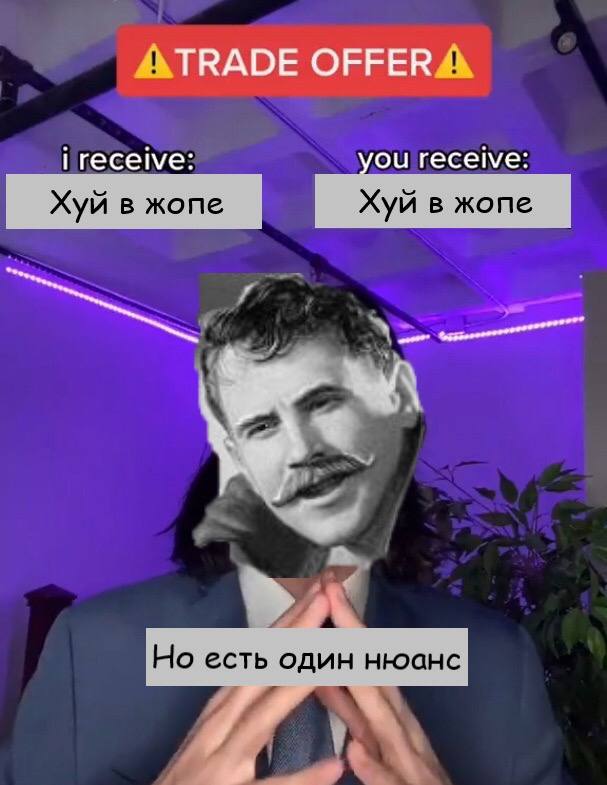 ⚠TRADE OFFER⚠
i receive:
you receive:
Хуй в жопе
Хуй в жопе
Но есть один нюанс